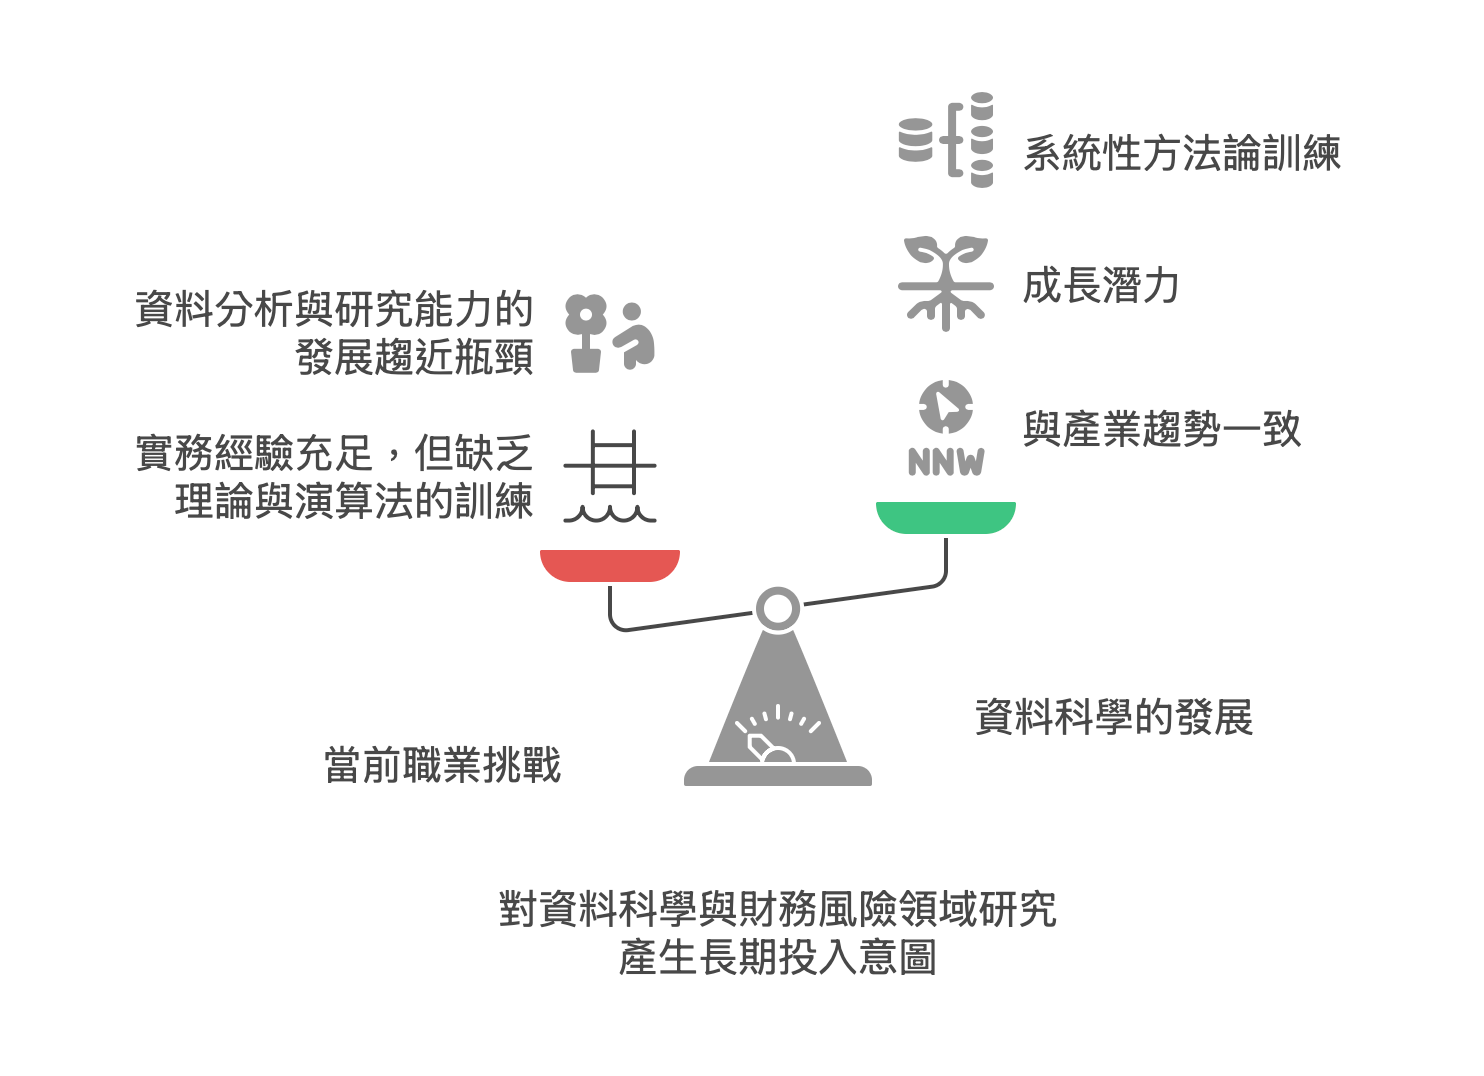 系統性方法論訓練
成長潛力
資料分析與研究能力的
發展趨近瓶頸
NNW
與產業趨勢一致
實務經驗充足，但缺乏
理論與演算法的訓練
資料科學的發展
當前職業挑戰
對資料科學與財務風險領域研究
產生長期投入意圖